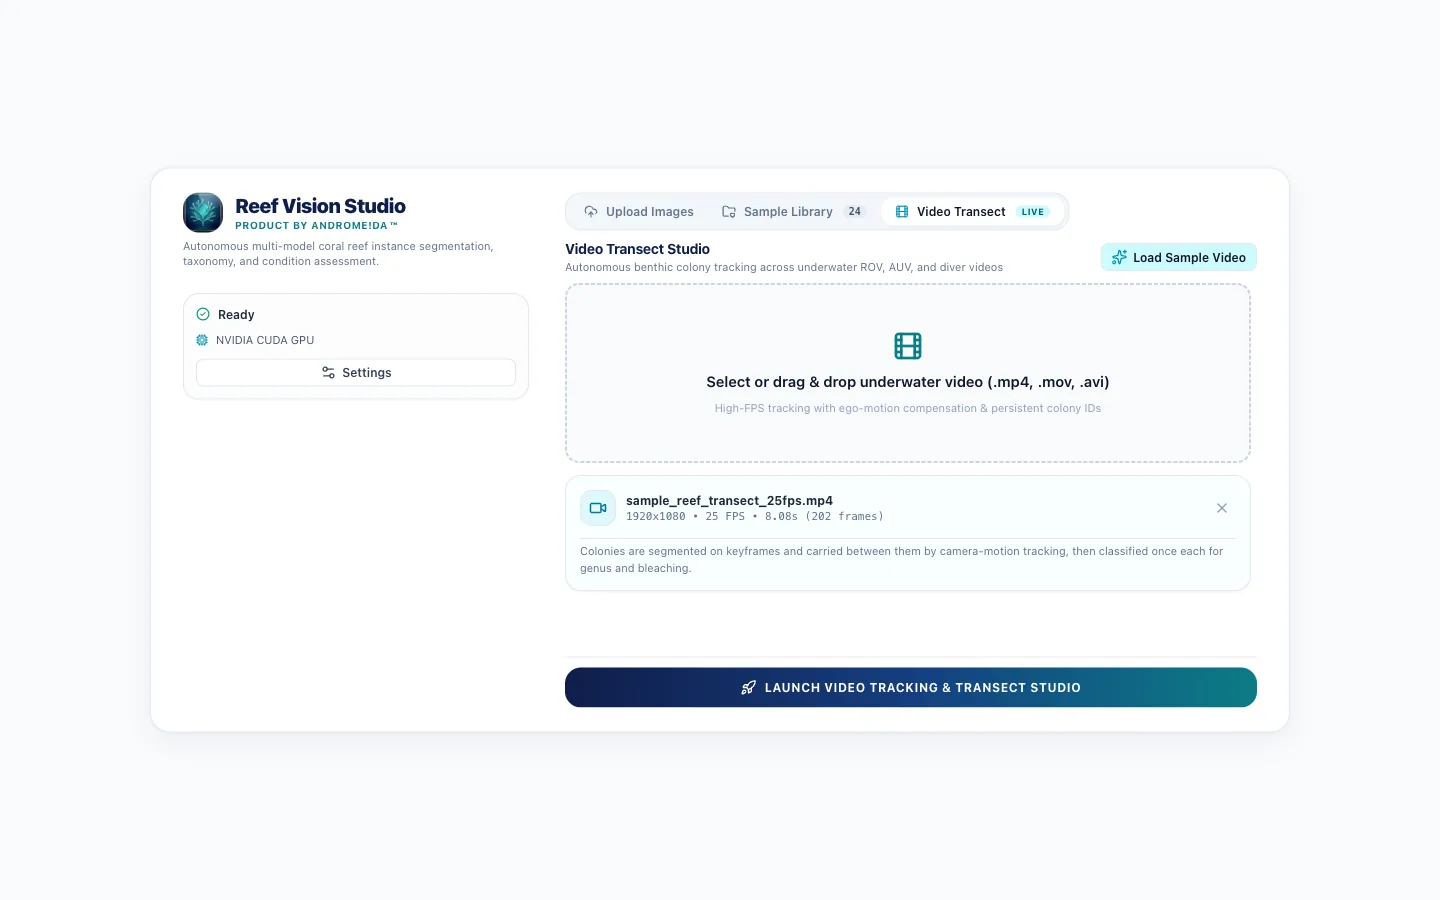 Reef Vision Studio
PRODUCT BY ANDROME!DA™
Autonomous multi-model coral reef instance segmentation,
taxonomy, and condition assessment.
Ready
NVIDIA CUDA GPU
Settings
Upload Images
Sample Library 24
Video Transect LIVE
Video Transect Studio
Autonomous benthic colony tracking across underwater ROV, AUV, and diver videos
Load Sample Video
Select or drag & drop underwater video (.mp4, .mov, .avi)
High-FPS tracking with ego-motion compensation & persistent colony IDs
sample_reef_transect_25fps.mp4
1920x1080 • 25 FPS • 8.08s (202 frames)
Colonies are segmented on keyframes and carried between them by camera-motion tracking, then classified once each for
genus and bleaching.
LAUNCH VIDEO TRACKING & TRANSECT STUDIO